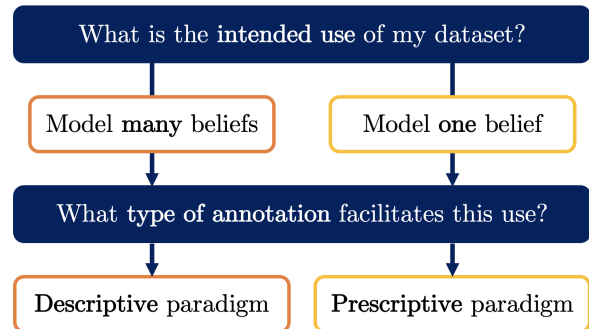 What is the intended use of my dataset?
Model many beliefs
Model one belief
What type of annotation facilitates this use?
Descriptive paradigm
Prescriptive paradigm